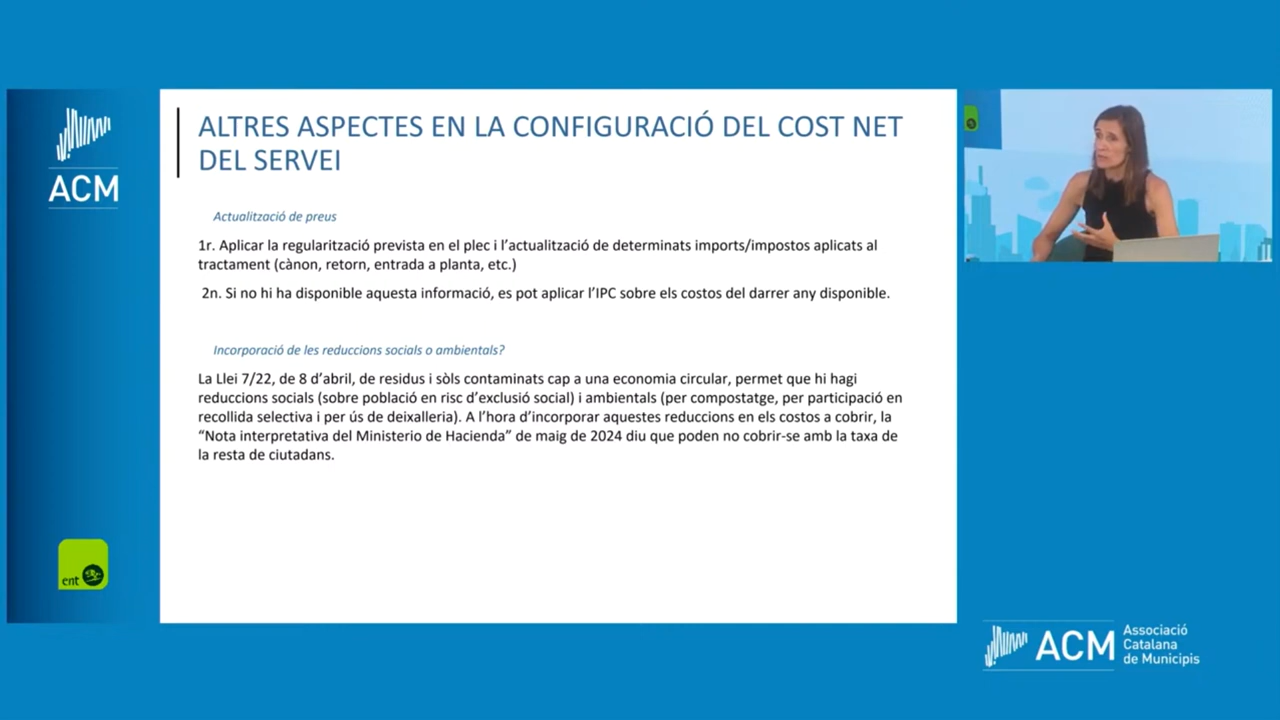 ACM
ALTRES ASPECTES EN LA CONFIGURACIÓ DEL COST NET
DEL SERVEI
Actualització de preus
1r. Aplicar la regularització prevista en el plec i l’actualització de determinats imports/impostos aplicats al
tractament (cànon, retorn, entrada a planta, etc.)
2n. Si no hi ha disponible aquesta informació, es pot aplicar l’IPC sobre els costos del darrer any disponible.
Incorporació de les reduccions socials o ambientals?
La Llei 7/22, de 8 d’abril, de residus i sòls contaminats cap a una economia circular, permet que hi hagi
reduccions socials (sobre població en risc d’exclusió social) i ambientals (per compostatge, per participació en
recollida selectiva i per ús de deixalleria). A l’hora d’incorporar aquestes reduccions en els costos a cobrir, la
“Nota interpretativa del Ministerio de Hacienda” de maig de 2024 diu que poden no cobrir-se amb la taxa de
la resta de ciutadans.
ent
ACM
Associació
Catalana
de Municipis